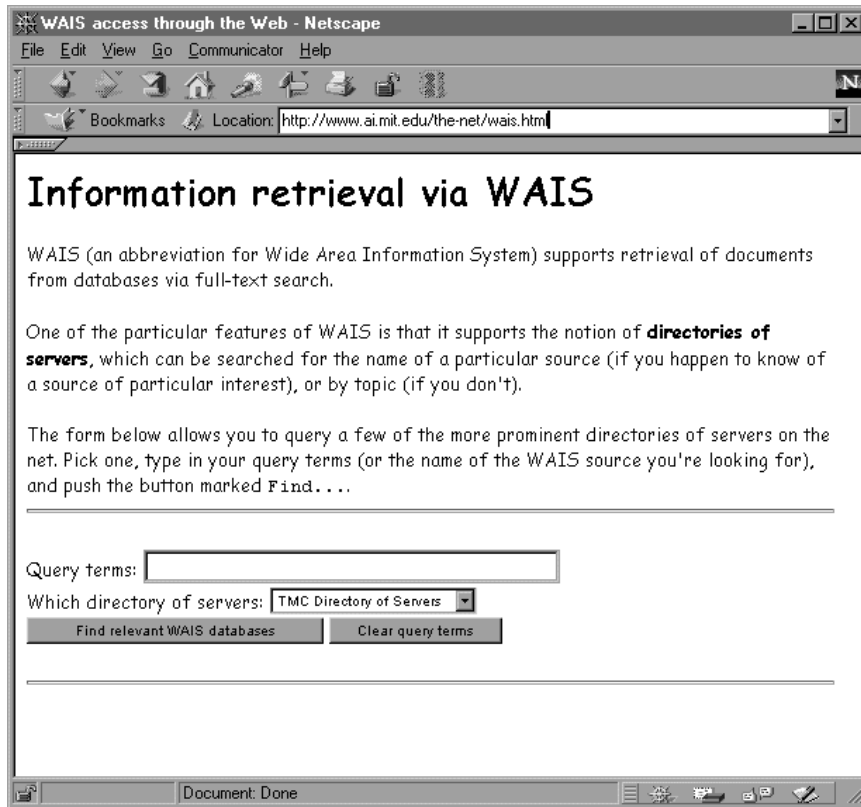 WAIS access through the Web - Netscape
File Edit View Go Communicator Help
N
Bookmarks Location: http://www.ai.mit.edu/the-net/wais.html
Information retrieval via WAIS
WAIS (an abbreviation for Wide Area Information System) supports retrieval of documents
from databases via full-text search.
One of the particular features of WAIS is that it supports the notion of directories of
servers, which can be searched for the name of a particular source (if you happen to know of
a source of particular interest), or by topic (if you don't).
The form below allows you to query a few of the more prominent directories of servers on the
net. Pick one, type in your query terms (or the name of the WAIS source you're looking for),
and push the button marked Find....
Query terms:
Which directory of servers: TMC Directory of Servers
Find relevant WAIS databases Clear query terms
Document: Done